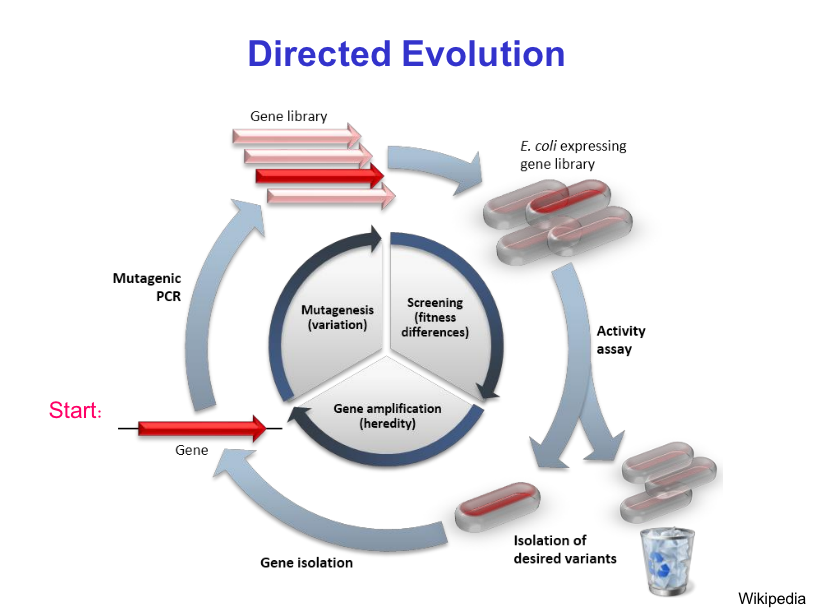 Directed Evolution
Gene library
E. coli expressing
gene library
Mutagenic
PCR
Mutagenesis
(variation)
Screening
(fitness
differences)
Activity
assay
Start:
Gene amplification
(heredity)
Gene
Isolation of
desired variants
Gene isolation
Wikipedia